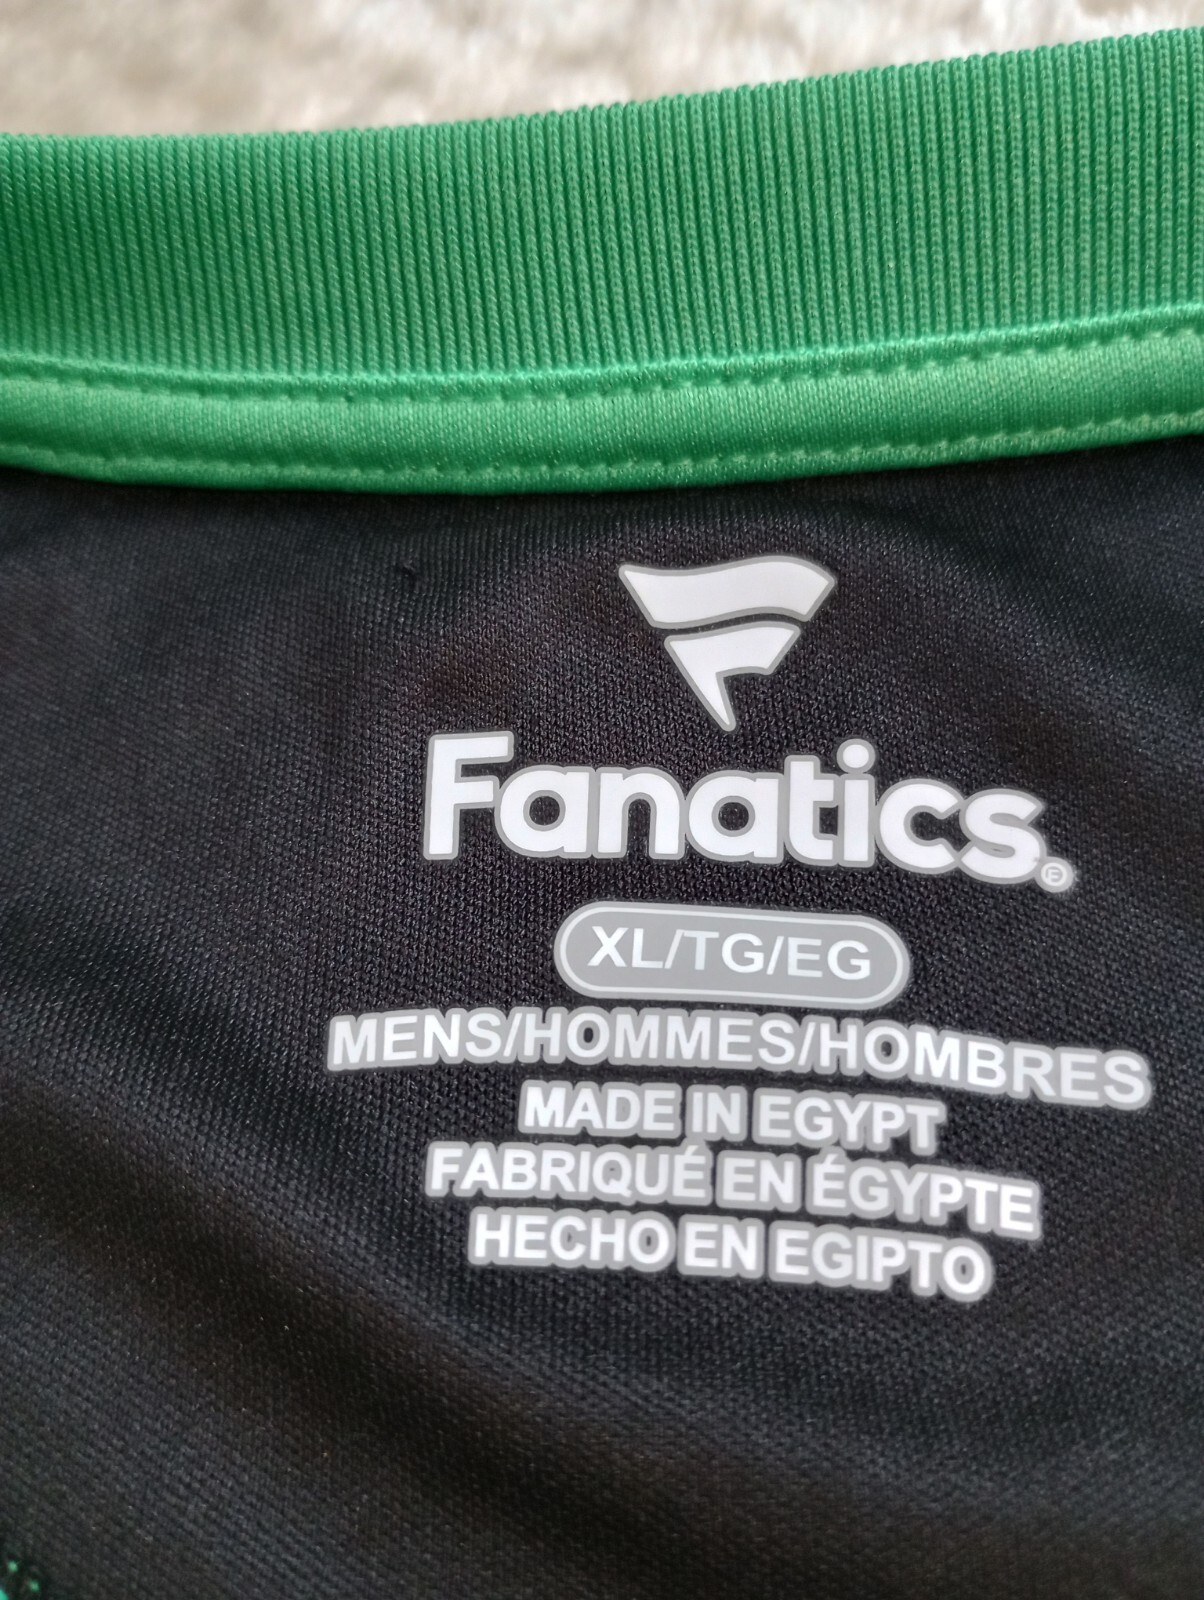 Fanatics.
XL/TG/EG
MENS/HOMMES/HOMBRES
MADE IN EGYPT
FABRIQUÉ EN ÉGYPTE
HECHO EN EGIPTO